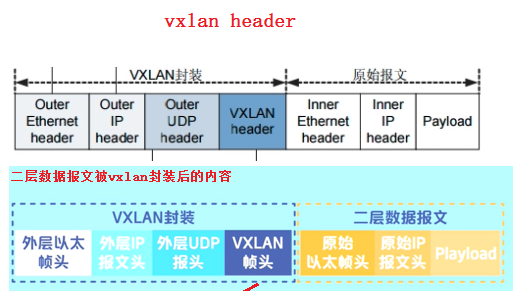 vxlan header
VXLAN封装 原始报文
Outer Ethernet header
Outer IP header
Outer UDP header
VXLAN header
Inner Ethernet header
Inner IP header
Payload
二层数据报文被vxlan封装后的内容
VXLAN封装 二层数据报文
外层以太帧头
外层IP报文头
外层UDP报头
VXLAN帧头
原始以太帧头
原始IP报文头
Playload